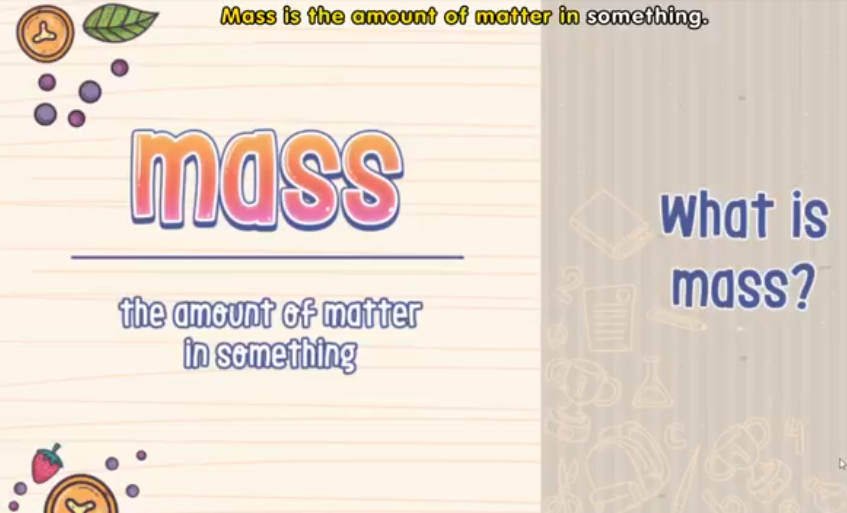 Mass is the amount of matter in something.
mass
the amount of matter
in something
What is
mass?